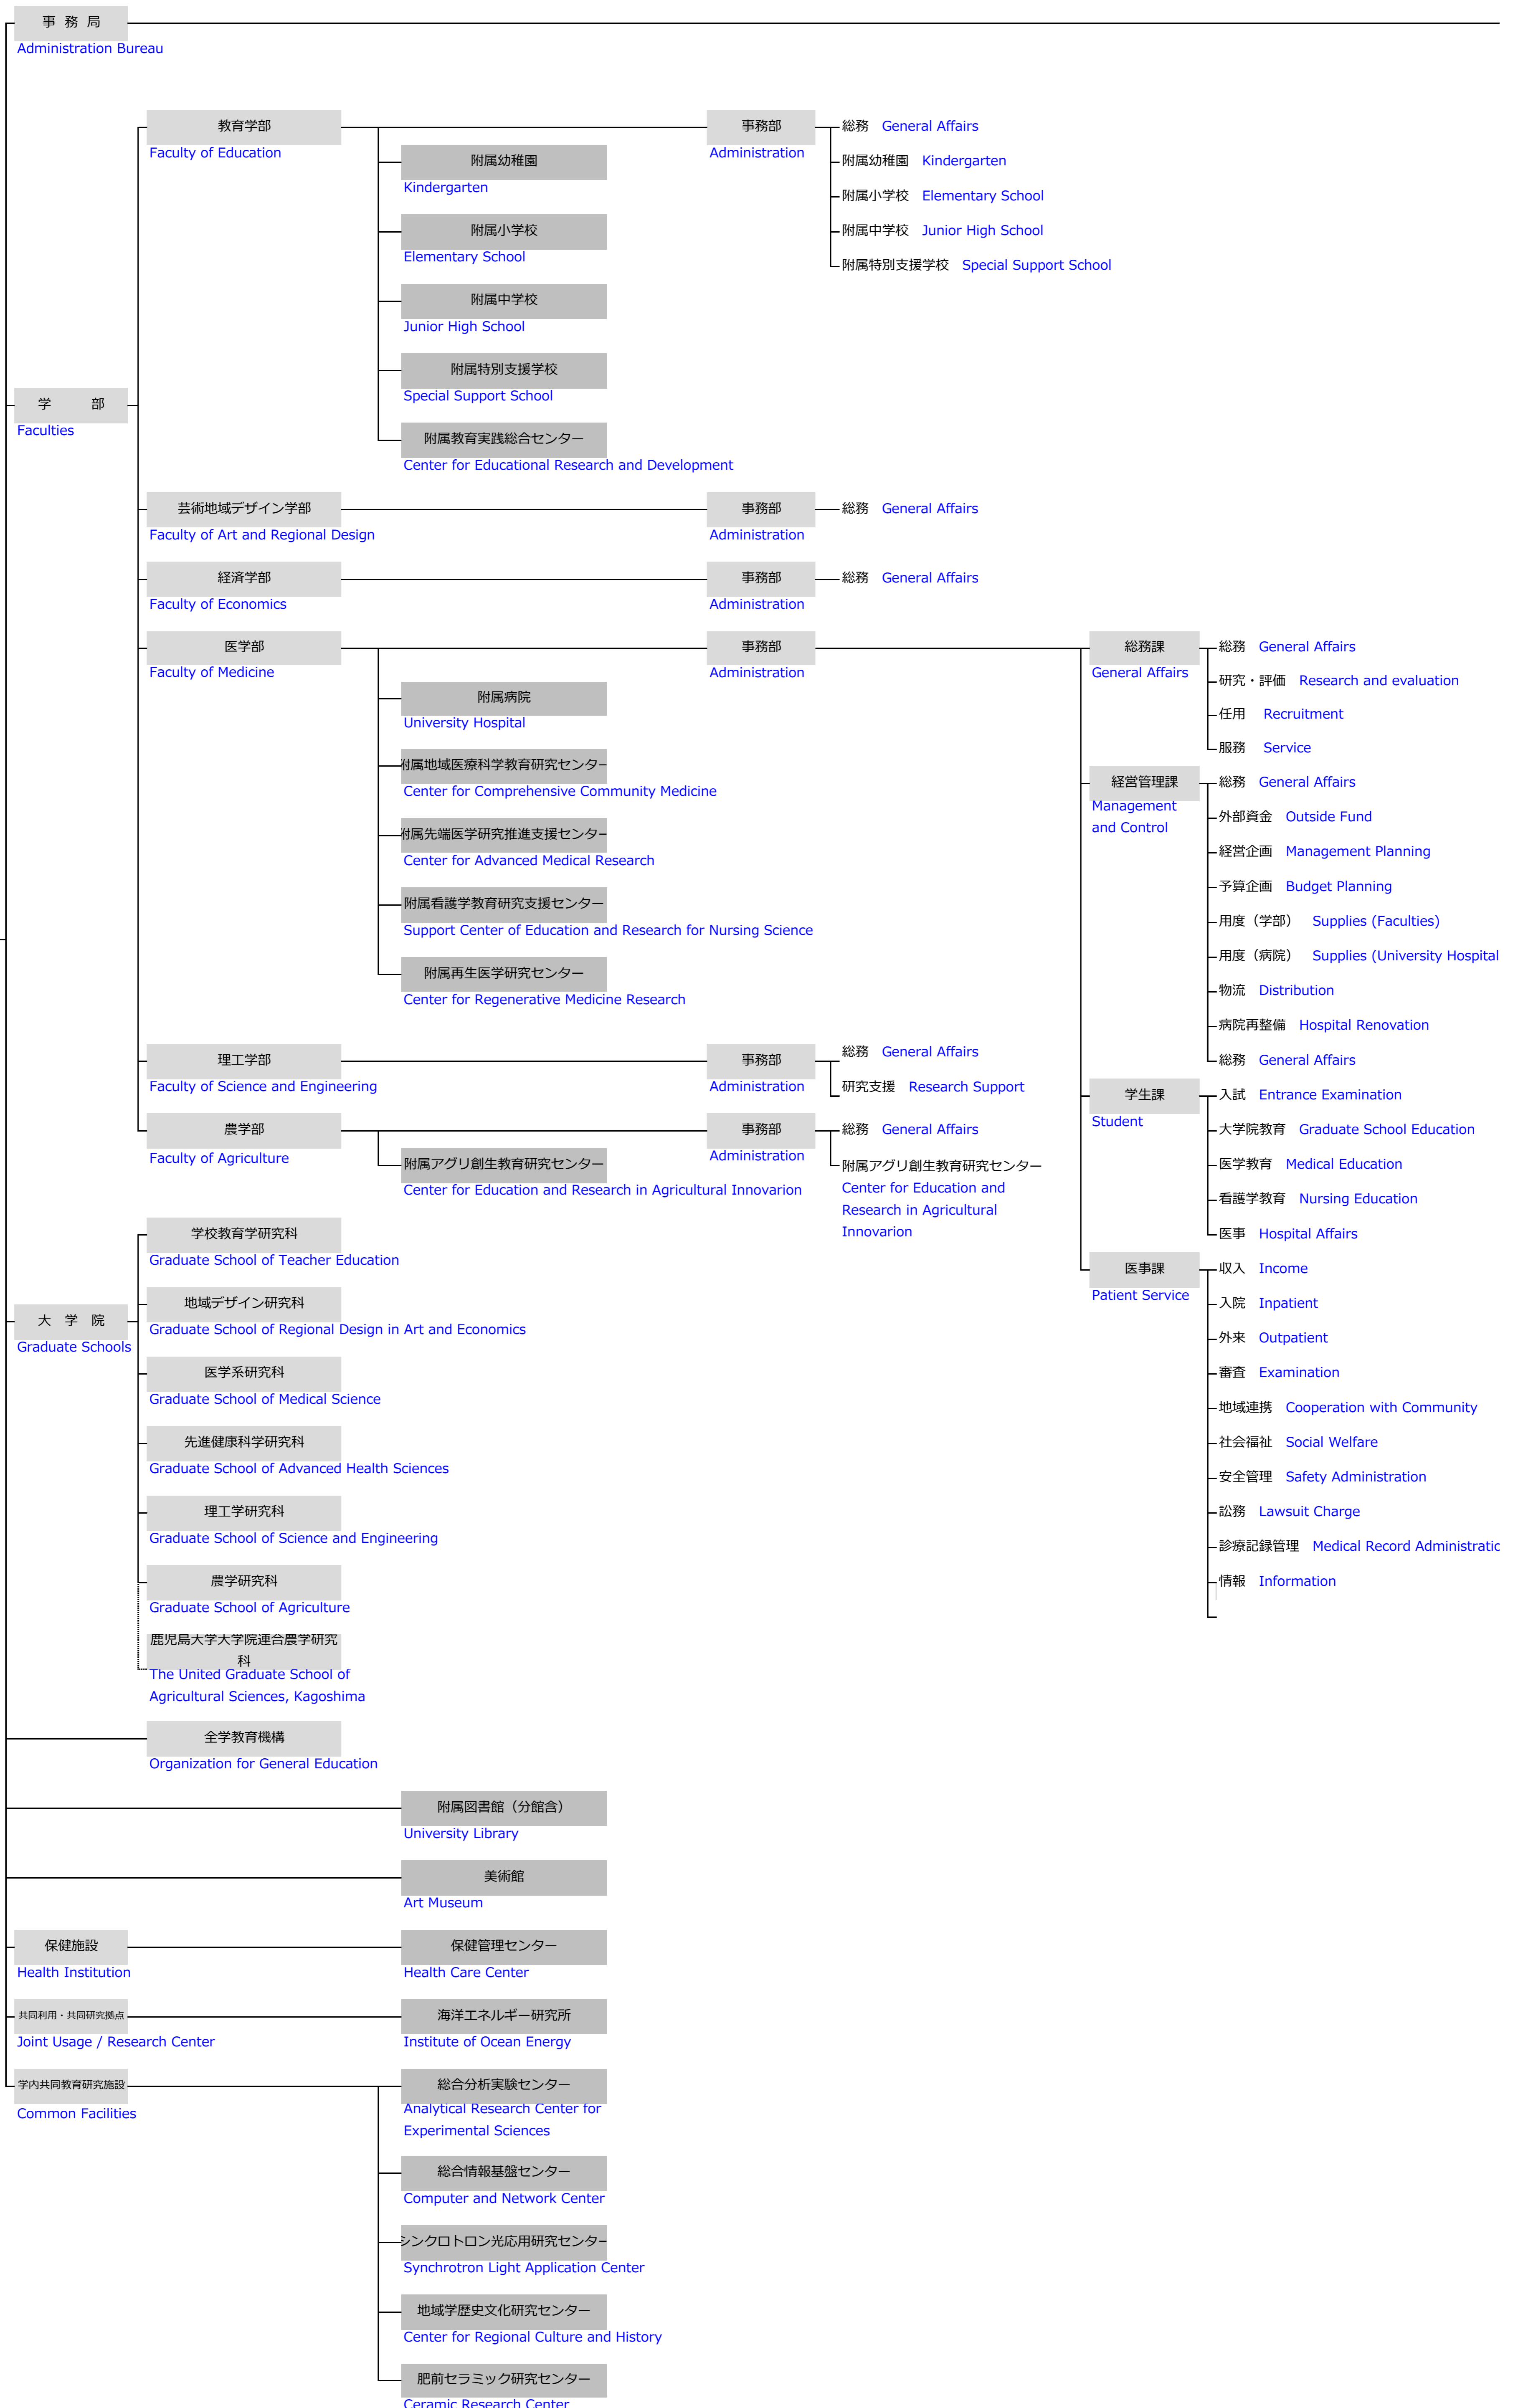 事 務 局
Administration Bureau
教育学部
Faculty of Education
事務部
Administration
総務 General Affairs
附属幼稚園 Kindergarten
附属小学校 Elementary School
附属中学校 Junior High School
附属特別支援学校 Special Support School
附属幼稚園
Kindergarten
附属小学校
Elementary School
附属中学校
Junior High School
附属特別支援学校
Special Support School
附属教育実践総合センター
Center for Educational Research and Development
学 部
Faculties
芸術地域デザイン学部
Faculty of Art and Regional Design
事務部
Administration
総務 General Affairs
経済学部
Faculty of Economics
事務部
Administration
総務 General Affairs
医学部
Faculty of Medicine
附属病院
University Hospital
附属地域医療科学教育研究センター
Center for Comprehensive Community Medicine
附属先端医学研究推進支援センター
Center for Advanced Medical Research
附属看護学教育研究支援センター
Support Center of Education and Research for Nursing Science
附属再生医学研究センター
Center for Regenerative Medicine Research
事務部
Administration
総務課
General Affairs
総務 General Affairs
研究・評価 Research and evaluation
任用 Recruitment
服務 Service
経営管理課
Management
and Control
総務 General Affairs
外部資金 Outside Fund
経営企画 Management Planning
予算企画 Budget Planning
用度（学部） Supplies (Faculties)
用度（病院） Supplies (University Hospital
物流 Distribution
病院再整備 Hospital Renovation
総務 General Affairs
学生課
Student
入試 Entrance Examination
大学院教育 Graduate School Education
医学教育 Medical Education
看護学教育 Nursing Education
医事 Hospital Affairs
医事課
Patient Service
収入 Income
入院 Inpatient
外来 Outpatient
審査 Examination
地域連携 Cooperation with Community
社会福祉 Social Welfare
安全管理 Safety Administration
訟務 Lawsuit Charge
診療記録管理 Medical Record Administratic
情報 Information
理工学部
Faculty of Science and Engineering
事務部
Administration
総務 General Affairs
研究支援 Research Support
農学部
Faculty of Agriculture
附属アグリ創生教育研究センター
Center for Education and Research in Agricultural Innovarion
事務部
Administration
総務 General Affairs
附属アグリ創生教育研究センター
Center for Education and
Research in Agricultural
Innovarion
大 学 院
Graduate Schools
学校教育学研究科
Graduate School of Teacher Education
地域デザイン研究科
Graduate School of Regional Design in Art and Economics
医学系研究科
Graduate School of Medical Science
先進健康科学研究科
Graduate School of Advanced Health Sciences
理工学研究科
Graduate School of Science and Engineering
農学研究科
Graduate School of Agriculture
鹿児島大学大学院連合農学研究
科
The United Graduate School of
Agricultural Sciences, Kagoshima
全学教育機構
Organization for General Education
附属図書館（分館含）
University Library
美術館
Art Museum
保健施設
Health Institution
保健管理センター
Health Care Center
共同利用・共同研究拠点
Joint Usage / Research Center
海洋エネルギー研究所
Institute of Ocean Energy
学内共同教育研究施設
Common Facilities
総合分析実験センター
Analytical Research Center for
Experimental Sciences
総合情報基盤センター
Computer and Network Center
シンクロトロン光応用研究センター
Synchrotron Light Application Center
地域学歴史文化研究センター
Center for Regional Culture and History
肥前セラミック研究センター
Ceramic Research Center